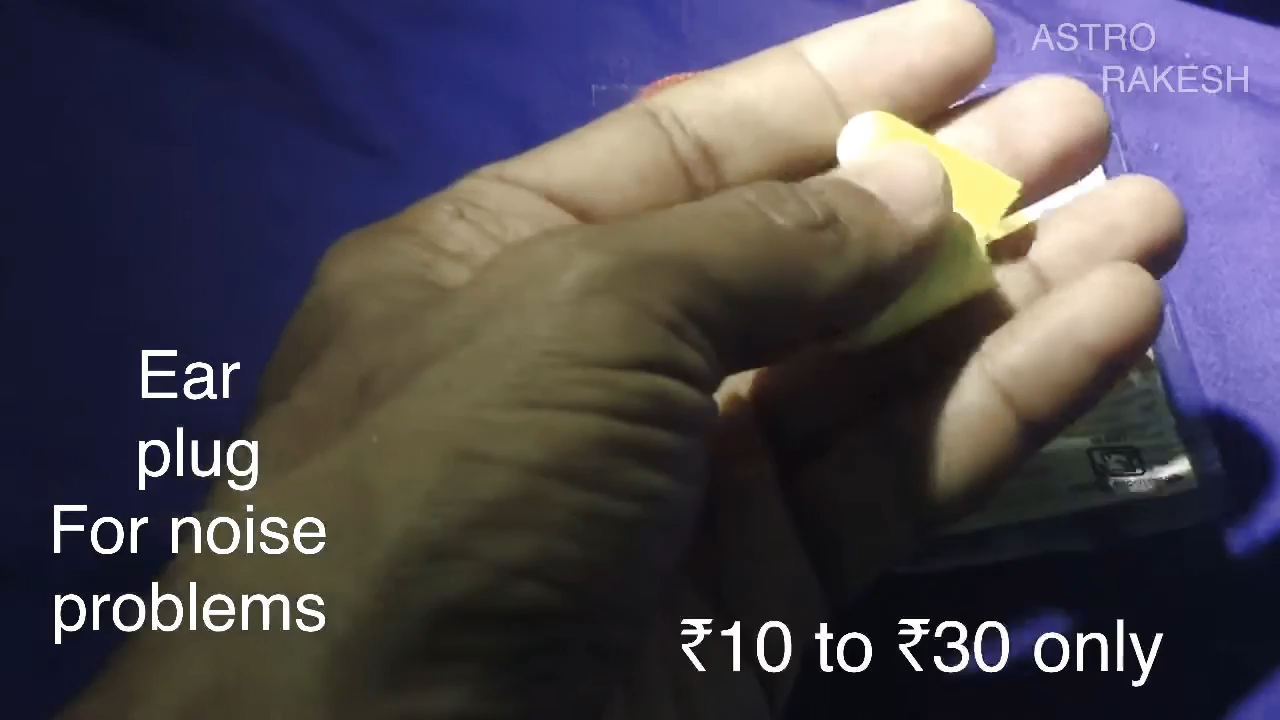 ASTRO
RAKESH
Ear
plug
For noise
problems
₹10 to ₹30 only